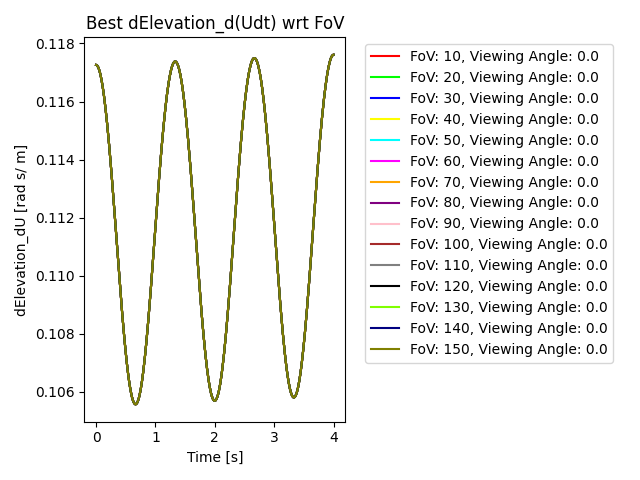 Best dElevation_d(Udt) wrt FoV
dElevation_dU [rad s/ m]
0.118
0.116
0.114
0.112
0.110
0.108
0.106
0
1
2
3
4
Time [s]
FoV: 10, Viewing Angle: 0.0
FoV: 20, Viewing Angle: 0.0
FoV: 30, Viewing Angle: 0.0
FoV: 40, Viewing Angle: 0.0
FoV: 50, Viewing Angle: 0.0
FoV: 60, Viewing Angle: 0.0
FoV: 70, Viewing Angle: 0.0
FoV: 80, Viewing Angle: 0.0
FoV: 90, Viewing Angle: 0.0
FoV: 100, Viewing Angle: 0.0
FoV: 110, Viewing Angle: 0.0
FoV: 120, Viewing Angle: 0.0
FoV: 130, Viewing Angle: 0.0
FoV: 140, Viewing Angle: 0.0
FoV: 150, Viewing Angle: 0.0